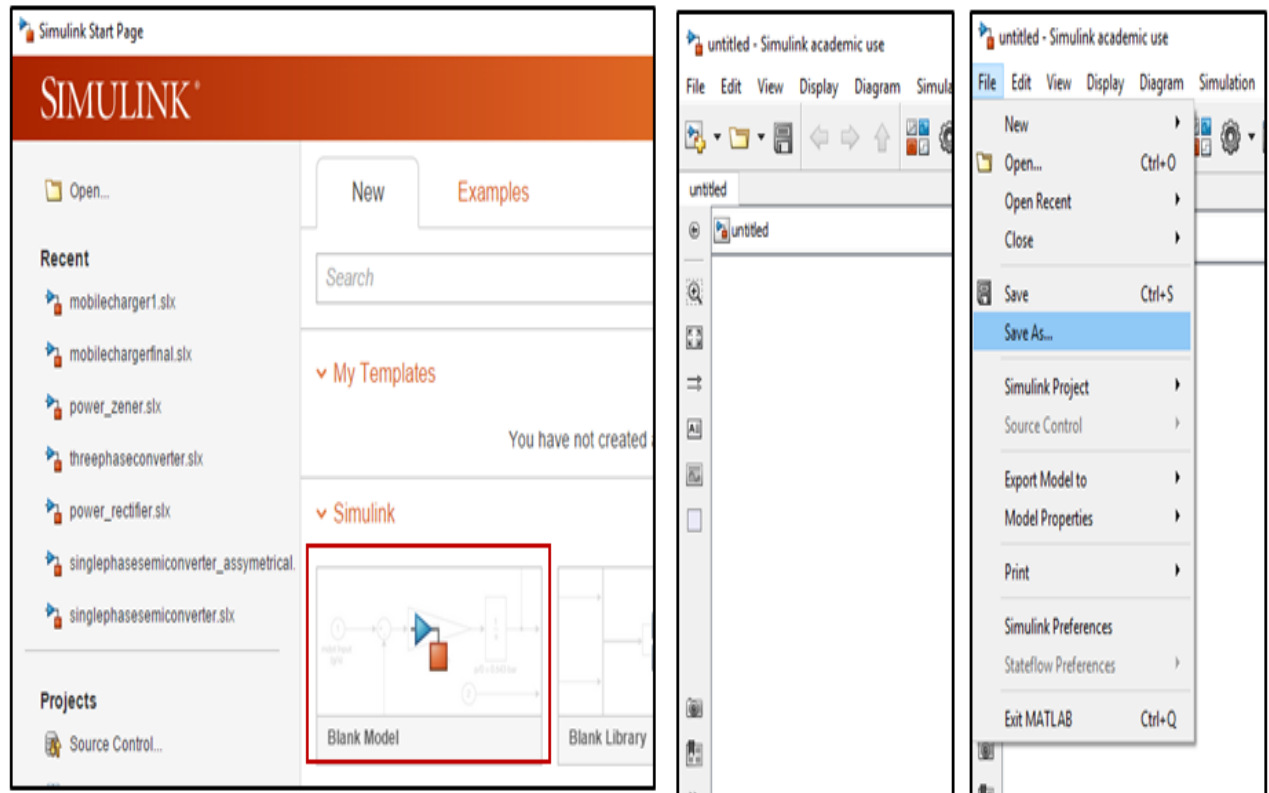 Simulink Start Page
SIMULINK®
Open...
Recent
mobilecharger1.slx
mobilechargerfinal.slx
power_zener.slx
threephaseconverter.slx
power_rectifier.slx
singlephasesemiconverter_assymetrical.
singlephasesemiconverter.slx
Projects
Source Control...
New Examples
Search
My Templates
You have not created
Simulink
Blank Model
Blank Library
untitled - Simulink academic use
File Edit View Display Diagram Simula
untitled
untitled
untitled - Simulink academic use
File Edit View Display Diagram Simulation
New
Open... Ctrl+O
Open Recent
Close
Save Ctrl+S
Save As...
Simulink Project
Source Control
Export Model to
Model Properties
Print
Simulink Preferences
Stateflow Preferences
Exit MATLAB Ctrl+Q